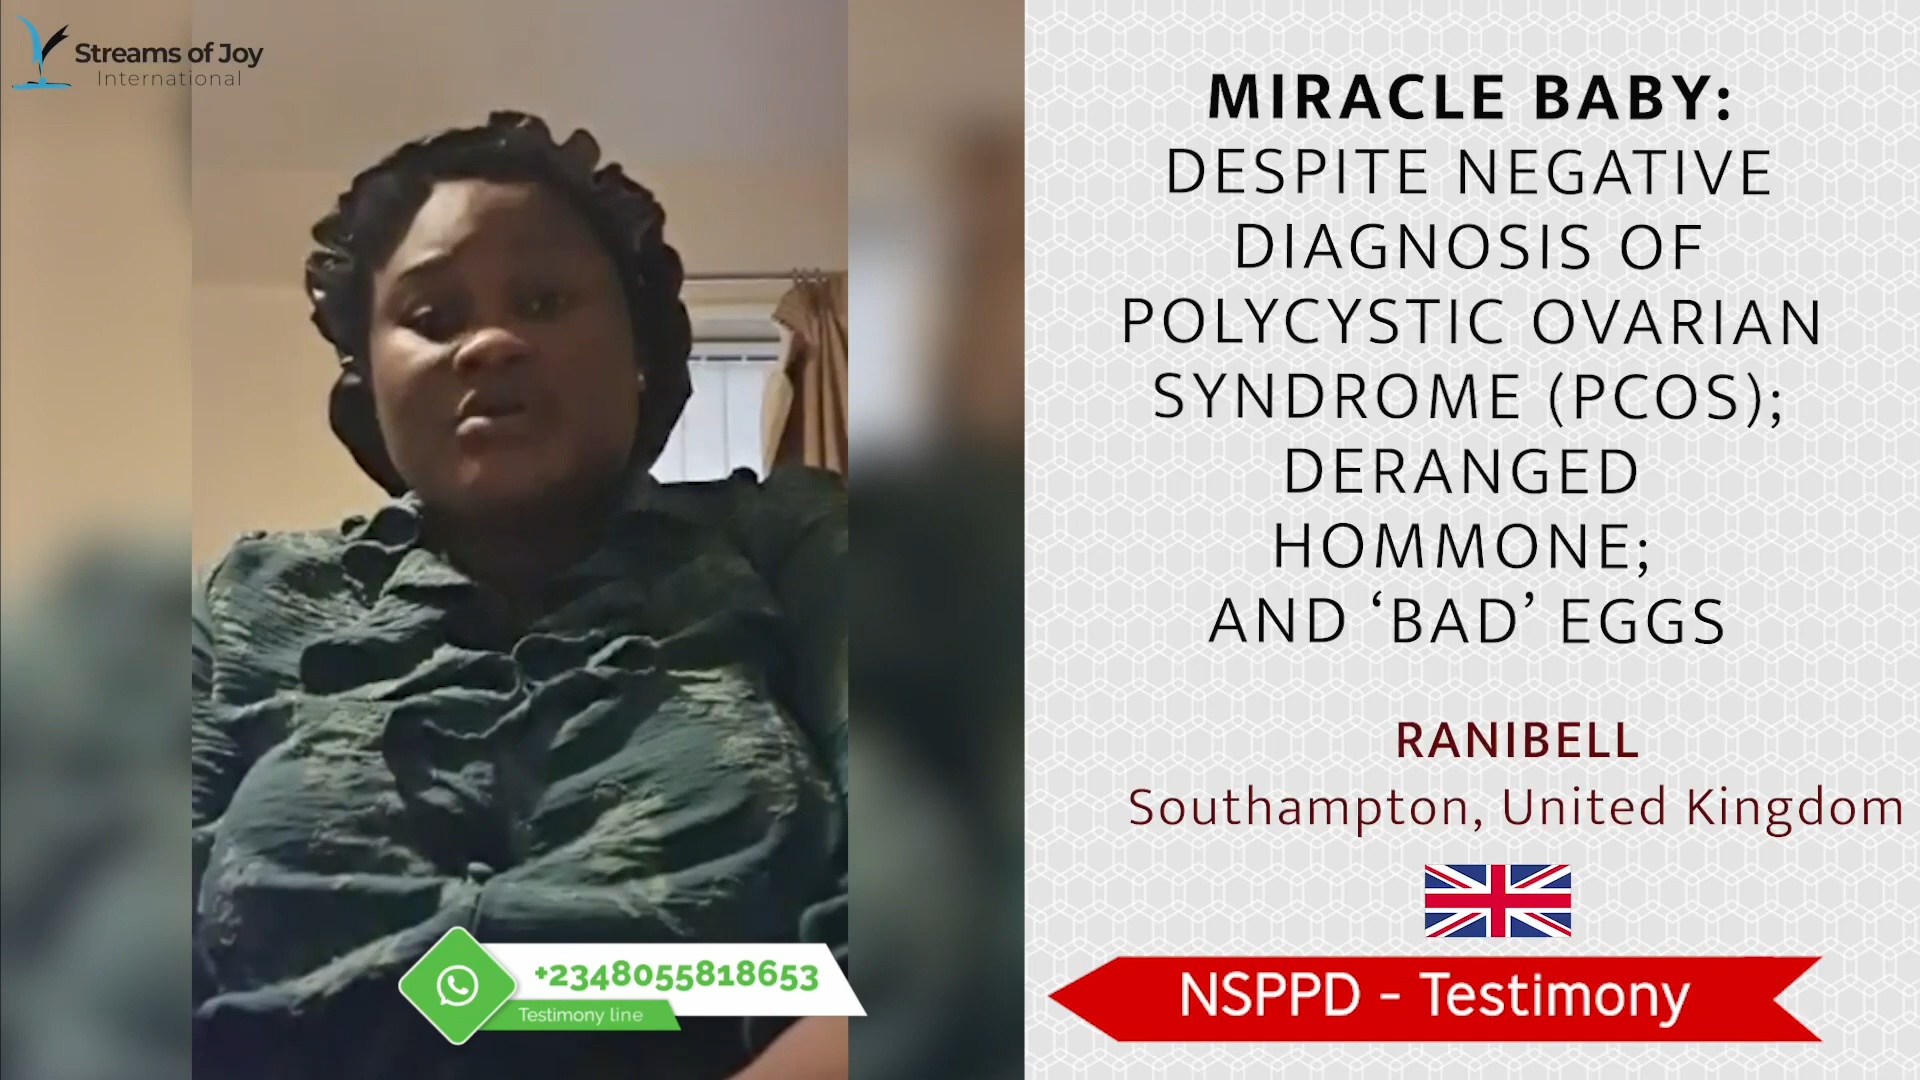 Streams of Joy
International
MIRACLE BABY:
DESPITE NEGATIVE
DIAGNOSIS OF
POLYCYSTIC OVARIAN
SYNDROME (PCOS);
DERANGED
HOMMONE;
AND ‘BAD’ EGGS
RANIBELL
Southampton, United Kingdom
+2348055818653
Testimony line
NSPPD - Testimony